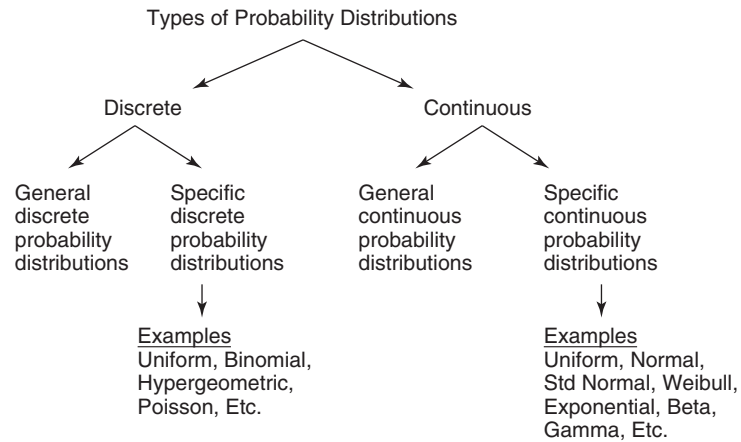 Types of Probability Distributions
Discrete
Continuous
General
discrete
probability
distributions
Specific
discrete
probability
distributions
General
continuous
probability
distributions
Specific
continuous
probability
distributions
Examples
Uniform, Binomial,
Hypergeometric,
Poisson, Etc.
Examples
Uniform, Normal,
Std Normal, Weibull,
Exponential, Beta,
Gamma, Etc.